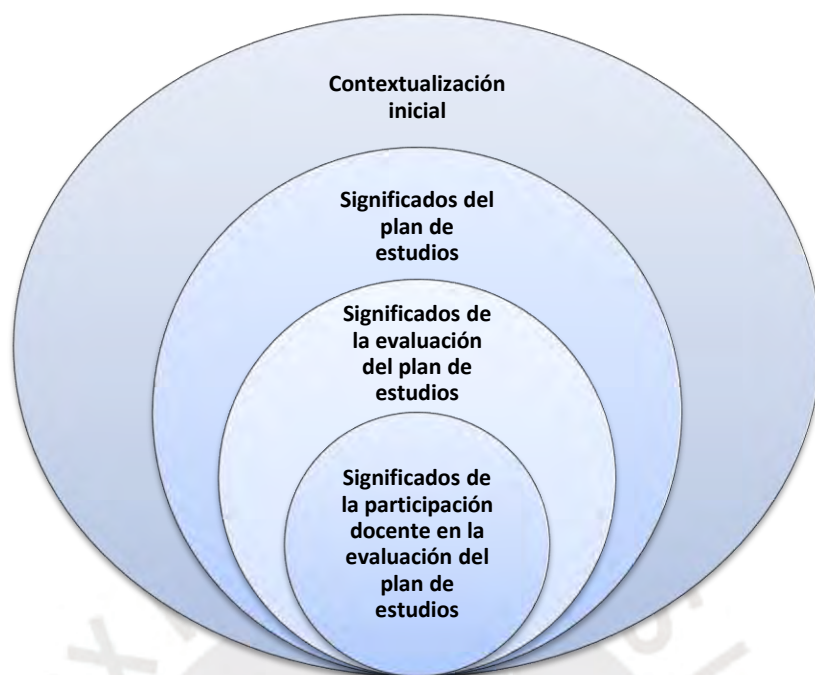 Contextualización
inicial
Significados del
plan de
estudios
Significados de
la evaluación
del plan de
estudios
Significados de
la participación
docente en la
evaluación del
plan de
estudios